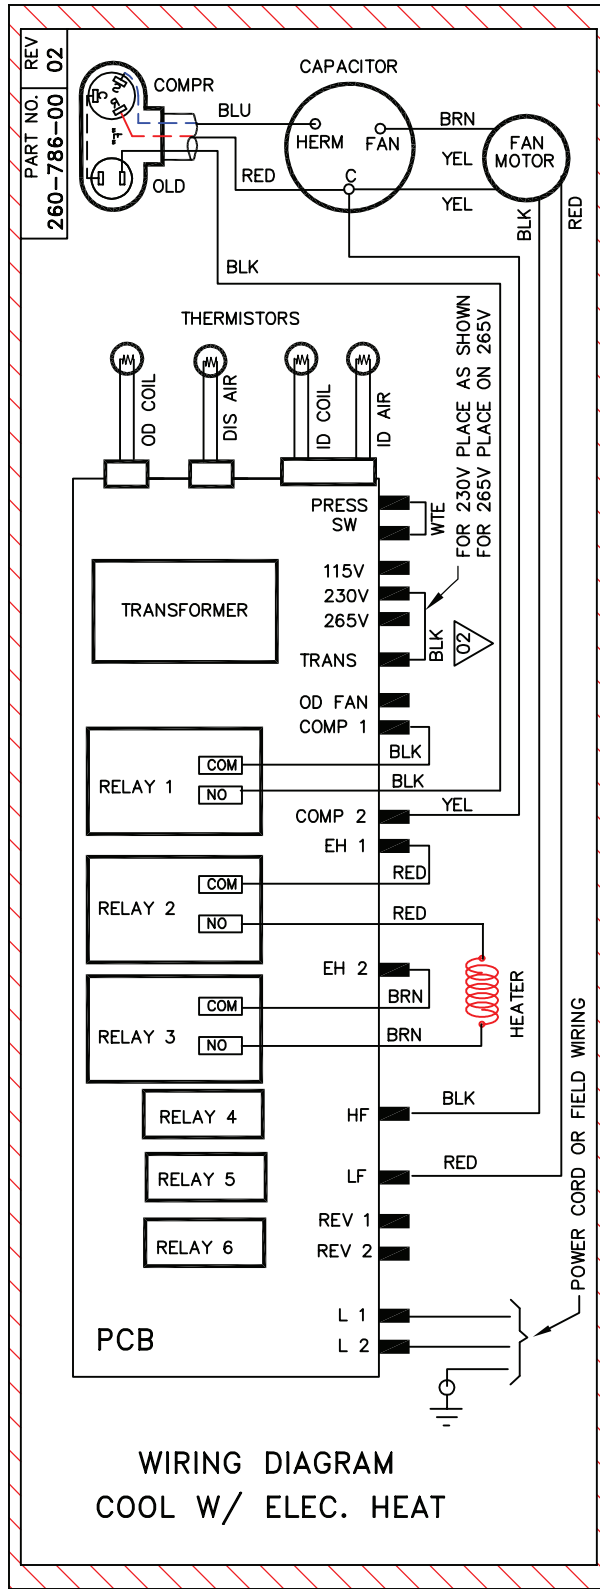 PART NO.
260-786-00
REV
02
COMPR
OLD
C
BLU
RED
BLK
CAPACITOR
HERM
FAN
C
BRN
YEL
YEL
FAN
MOTOR
BLK
RED
THERMISTORS
OD COIL
DIS AIR
ID COIL
ID AIR
FOR 230V PLACE AS SHOWN
FOR 265V PLACE ON 265V
PRESS
SW
WTE
115V
230V
265V
TRANS
BLK
02
TRANSFORMER
OD FAN
COMP 1
BLK
RELAY 1
COM
NO
BLK
COMP 2
YEL
EH 1
RED
RELAY 2
COM
NO
RED
EH 2
BRN
RELAY 3
COM
NO
BRN
HEATER
RELAY 4
HF
BLK
RELAY 5
LF
RED
RELAY 6
REV 1
REV 2
POWER CORD OR FIELD WIRING
L 1
L 2
PCB
WIRING DIAGRAM
COOL W/ ELEC. HEAT